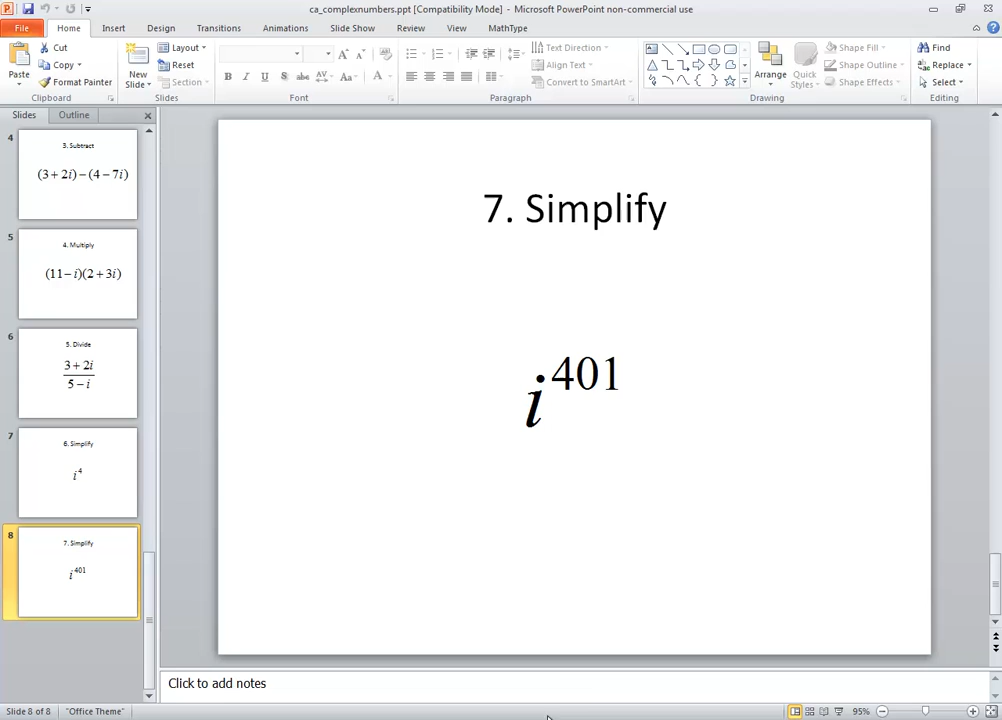 ca_complexnumbers.ppt [Compatibility Mode] - Microsoft PowerPoint non-commercial use
File Home Insert Design Transitions Animations Slide Show Review View MathType
Paste
Cut
Copy
Format Painter
Clipboard
New
Slide
Layout
Reset
Section
Slides
B I U S abc AV Aa A
Font
Text Direction
Align Text
Convert to SmartArt
Paragraph
Arrange
Quick
Styles
Shape Fill
Shape Outline
Shape Effects
Drawing
Find
Replace
Select
Editing
Slides Outline
4
3. Subtract
(3 + 2i) – (4 – 7i)
5
4. Multiply
(11 – i)(2 + 3i)
6
5. Divide
3 + 2i
5 – i
7
6. Simplify
i⁴
8
7. Simplify
i⁴⁰¹
7. Simplify
i⁴⁰¹
Click to add notes
Slide 8 of 8 "Office Theme" 95%